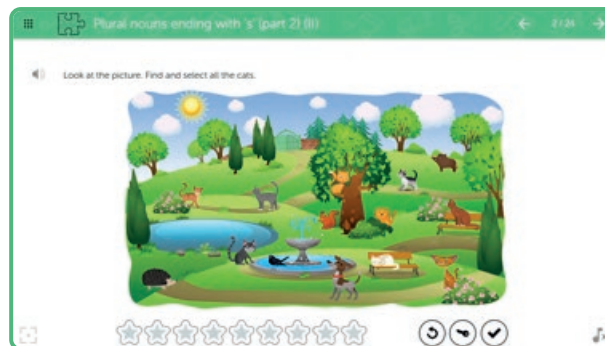 Plural nouns ending with 's' (part 2) (II)
2 / 24
Look at the picture. Find and select all the cats.